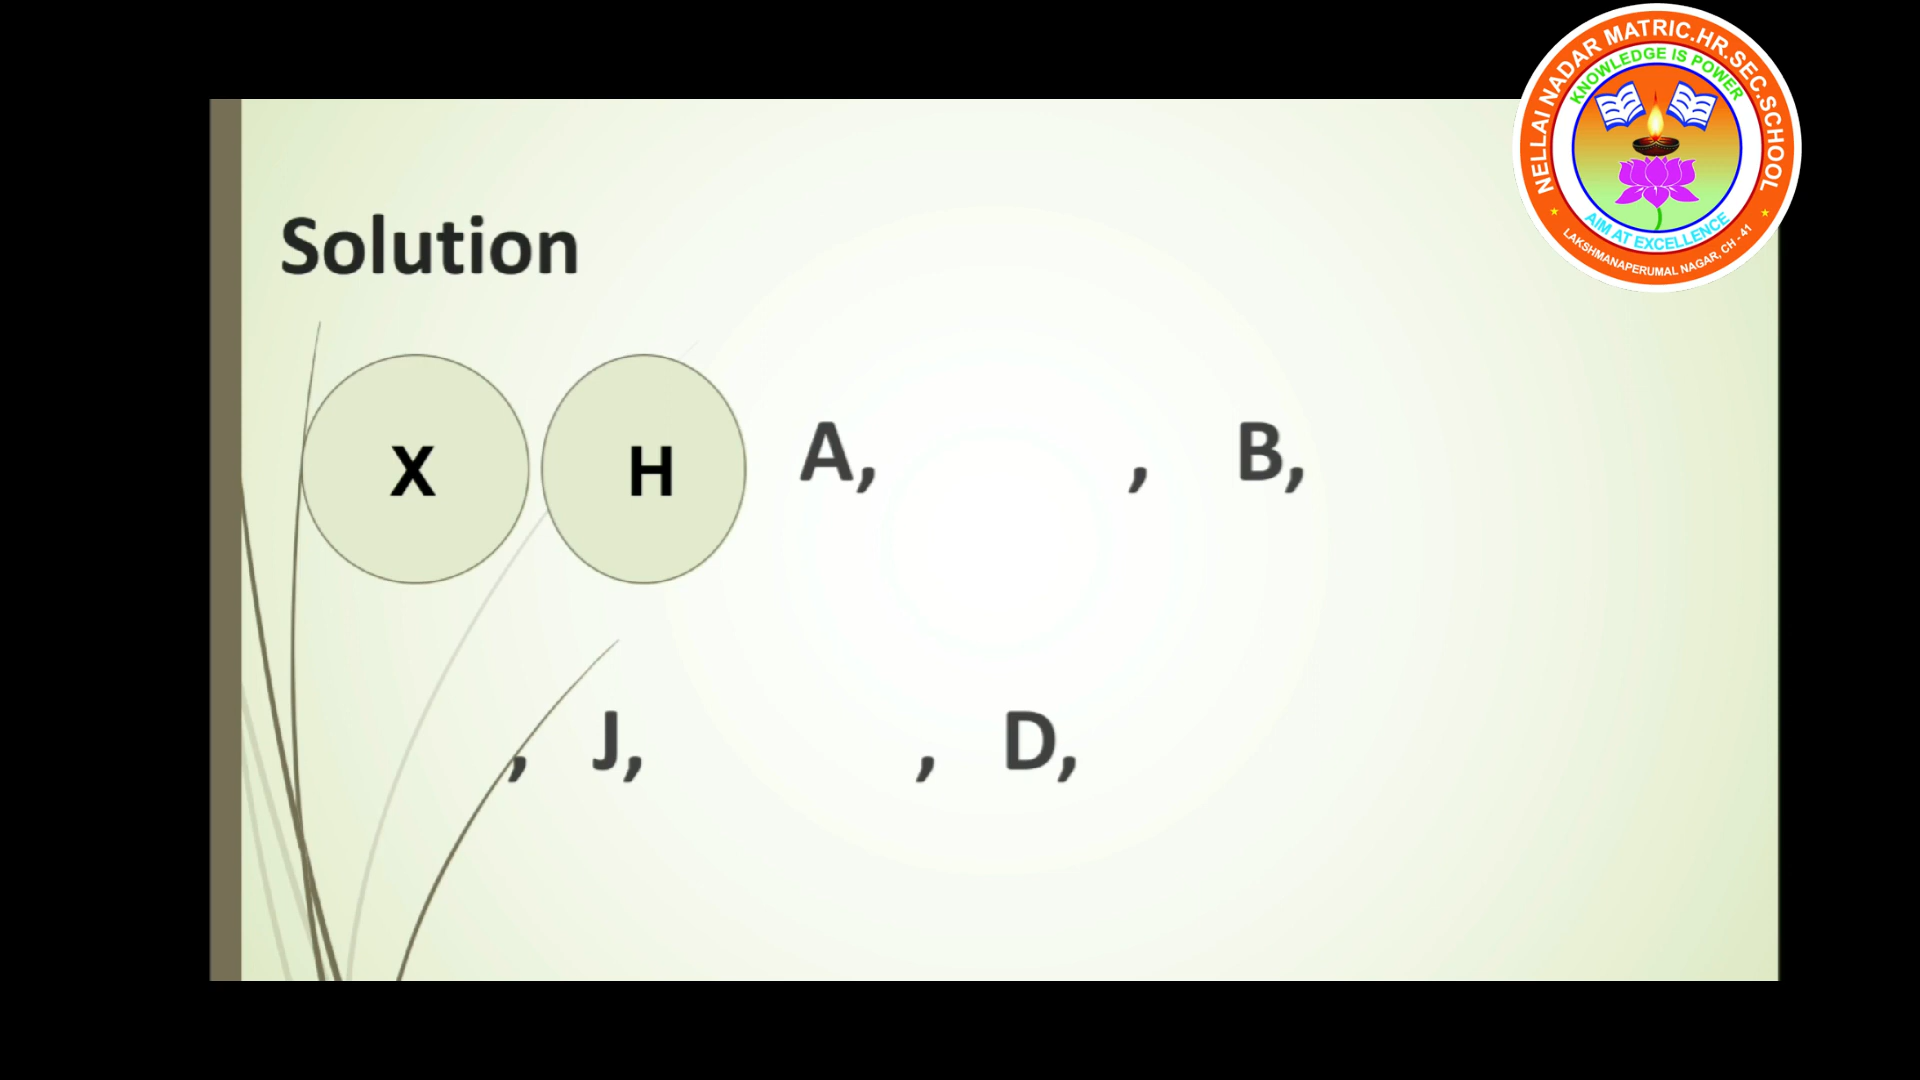 NELLAI NADAR MATRIC.HR.SEC.SCHOOL
KNOWLEDGE IS POWER
AIM AT EXCELLENCE
LAKSHMANAPERUMAL NAGAR, CH - 41
Solution
X H A, , B,
, J, , D,